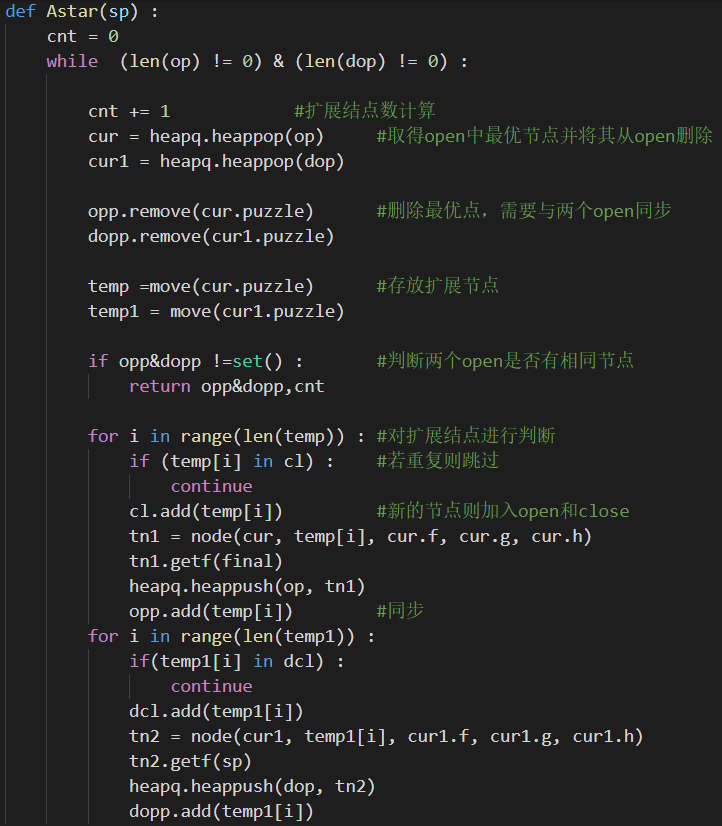 def Astar(sp) :
    cnt = 0
    while  (len(op) != 0) & (len(dop) != 0) :
        cnt += 1            #扩展结点数计算
        cur = heapq.heappop(op)     #取得open中最优节点并将其从open删除
        cur1 = heapq.heappop(dop)
        opp.remove(cur.puzzle)      #删除最优点，需要与两个open同步
        dopp.remove(cur1.puzzle)
        temp =move(cur.puzzle)      #存放扩展节点
        temp1 = move(cur1.puzzle)
        if opp&dopp !=set() :       #判断两个open是否有相同节点
            return opp&dopp,cnt
        for i in range(len(temp)) : #对扩展结点进行判断
            if (temp[i] in cl) :    #若重复则跳过
                continue
            cl.add(temp[i])         #新的节点则加入open和close
            tn1 = node(cur, temp[i], cur.f, cur.g, cur.h)
            tn1.getf(final)
            heapq.heappush(op, tn1)
            opp.add(temp[i])        #同步
        for i in range(len(temp1)) :
            if(temp1[i] in dcl) :
                continue
            dcl.add(temp1[i])
            tn2 = node(cur1, temp1[i], cur1.f, cur1.g, cur1.h)
            tn2.getf(sp)
            heapq.heappush(dop, tn2)
            dopp.add(temp1[i])